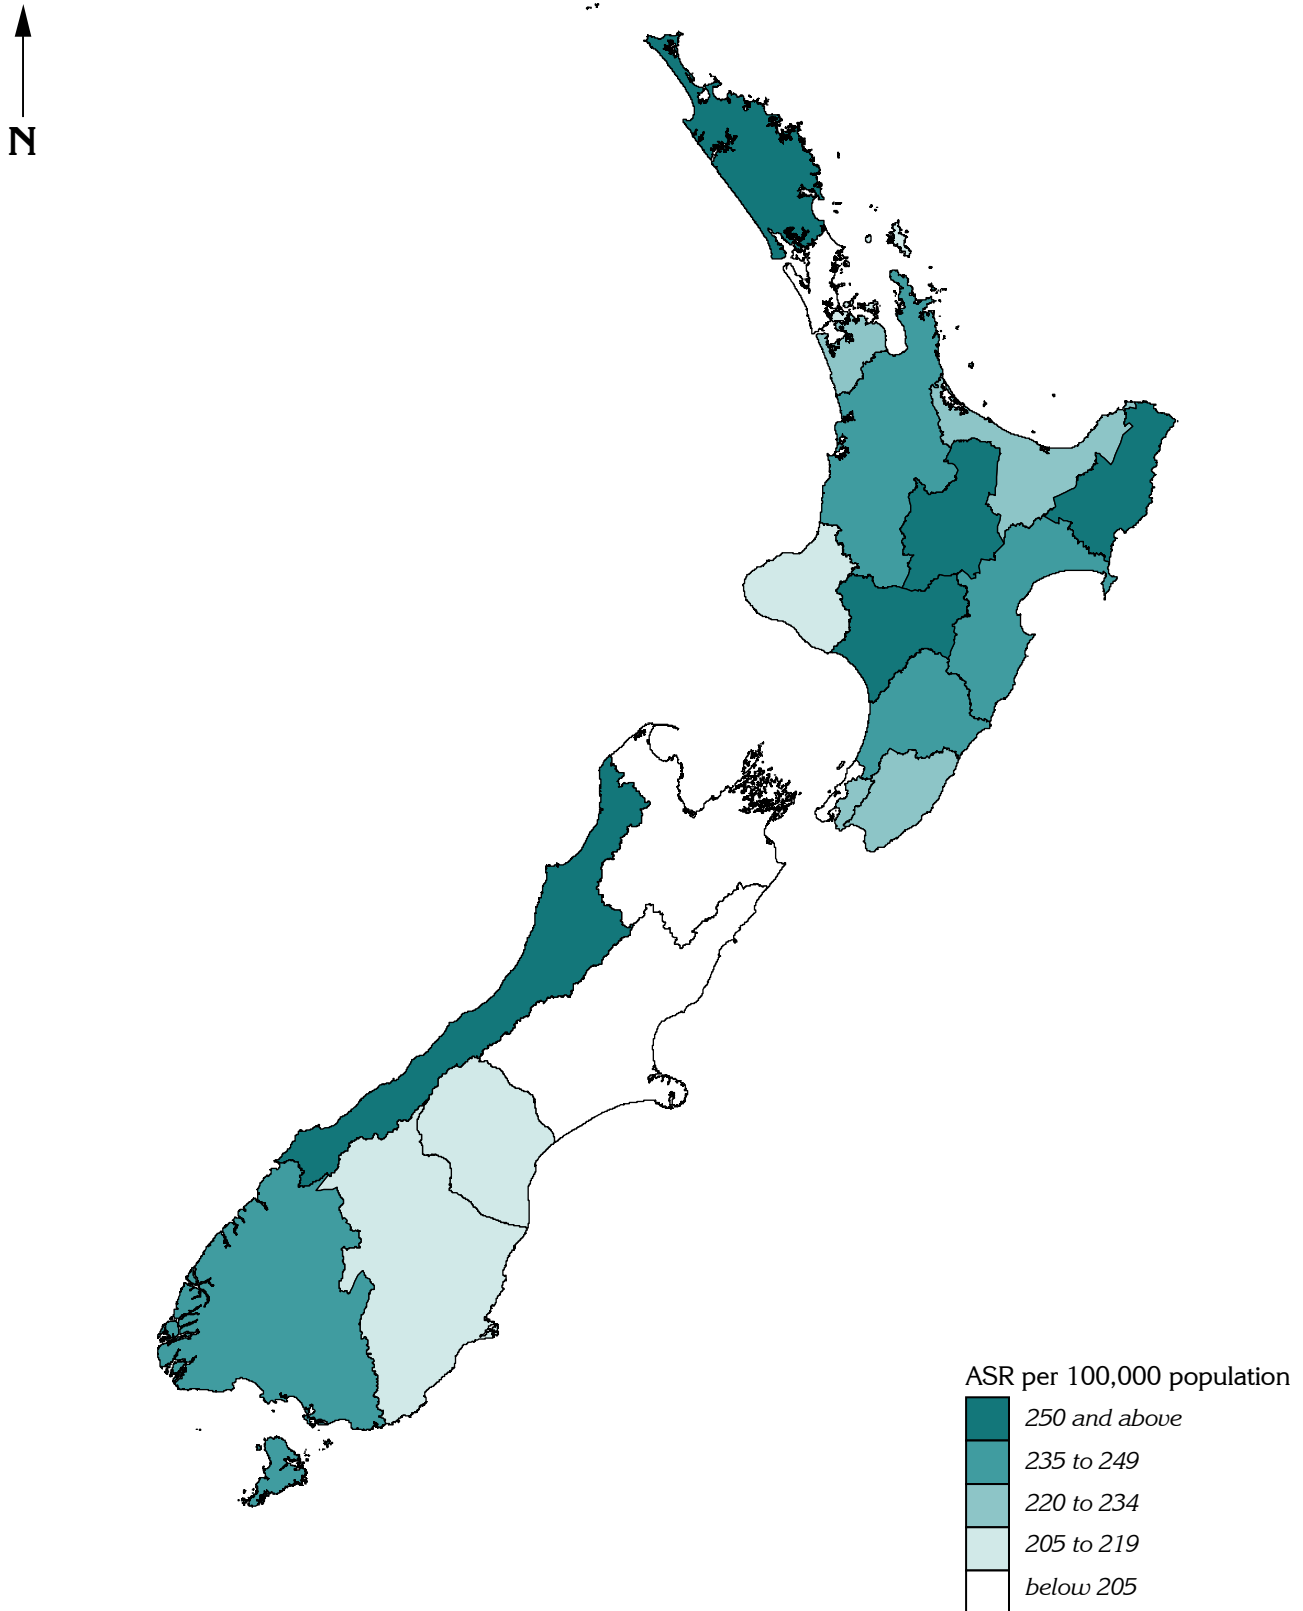 N
ASR per 100,000 population
250 and above
235 to 249
220 to 234
205 to 219
below 205